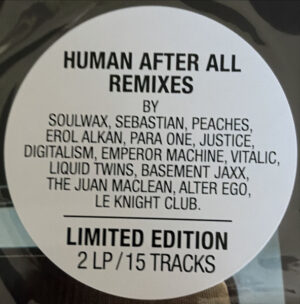 HUMAN AFTER ALL
REMIXES
BY
SOULWAX, SEBASTIAN, PEACHES,
EROL ALKAN, PARA ONE, JUSTICE,
DIGITALISM, EMPEROR MACHINE, VITALIC,
LIQUID TWINS, BASEMENT JAXX,
THE JUAN MACLEAN, ALTER EGO,
LE KNIGHT CLUB.
LIMITED EDITION
2 LP / 15 TRACKS